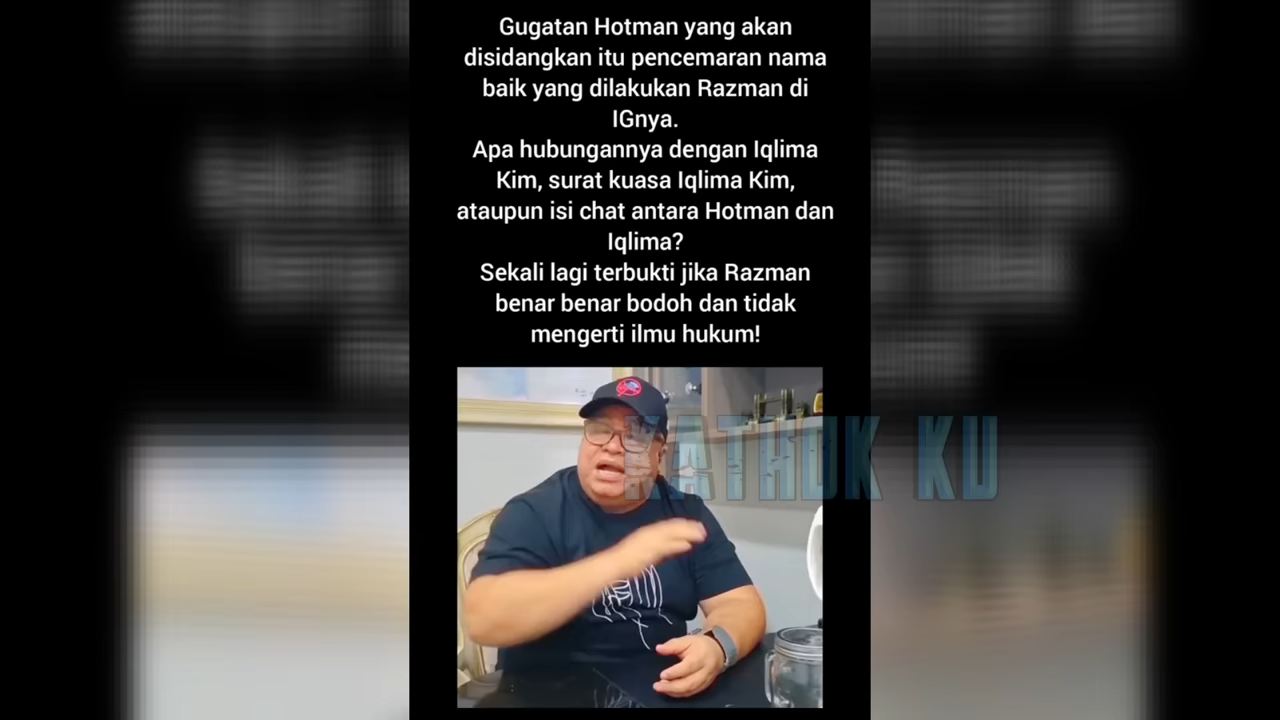 Gugatan Hotman yang akan
disidangkan itu pencemaran nama
baik yang dilakukan Razman di
IGnya.
Apa hubungannya dengan Iqlima
Kim, surat kuasa Iqlima Kim,
ataupun isi chat antara Hotman dan
Iqlima?
Sekali lagi terbukti jika Razman
benar benar bodoh dan tidak
mengerti ilmu hukum!
KATHOK KU